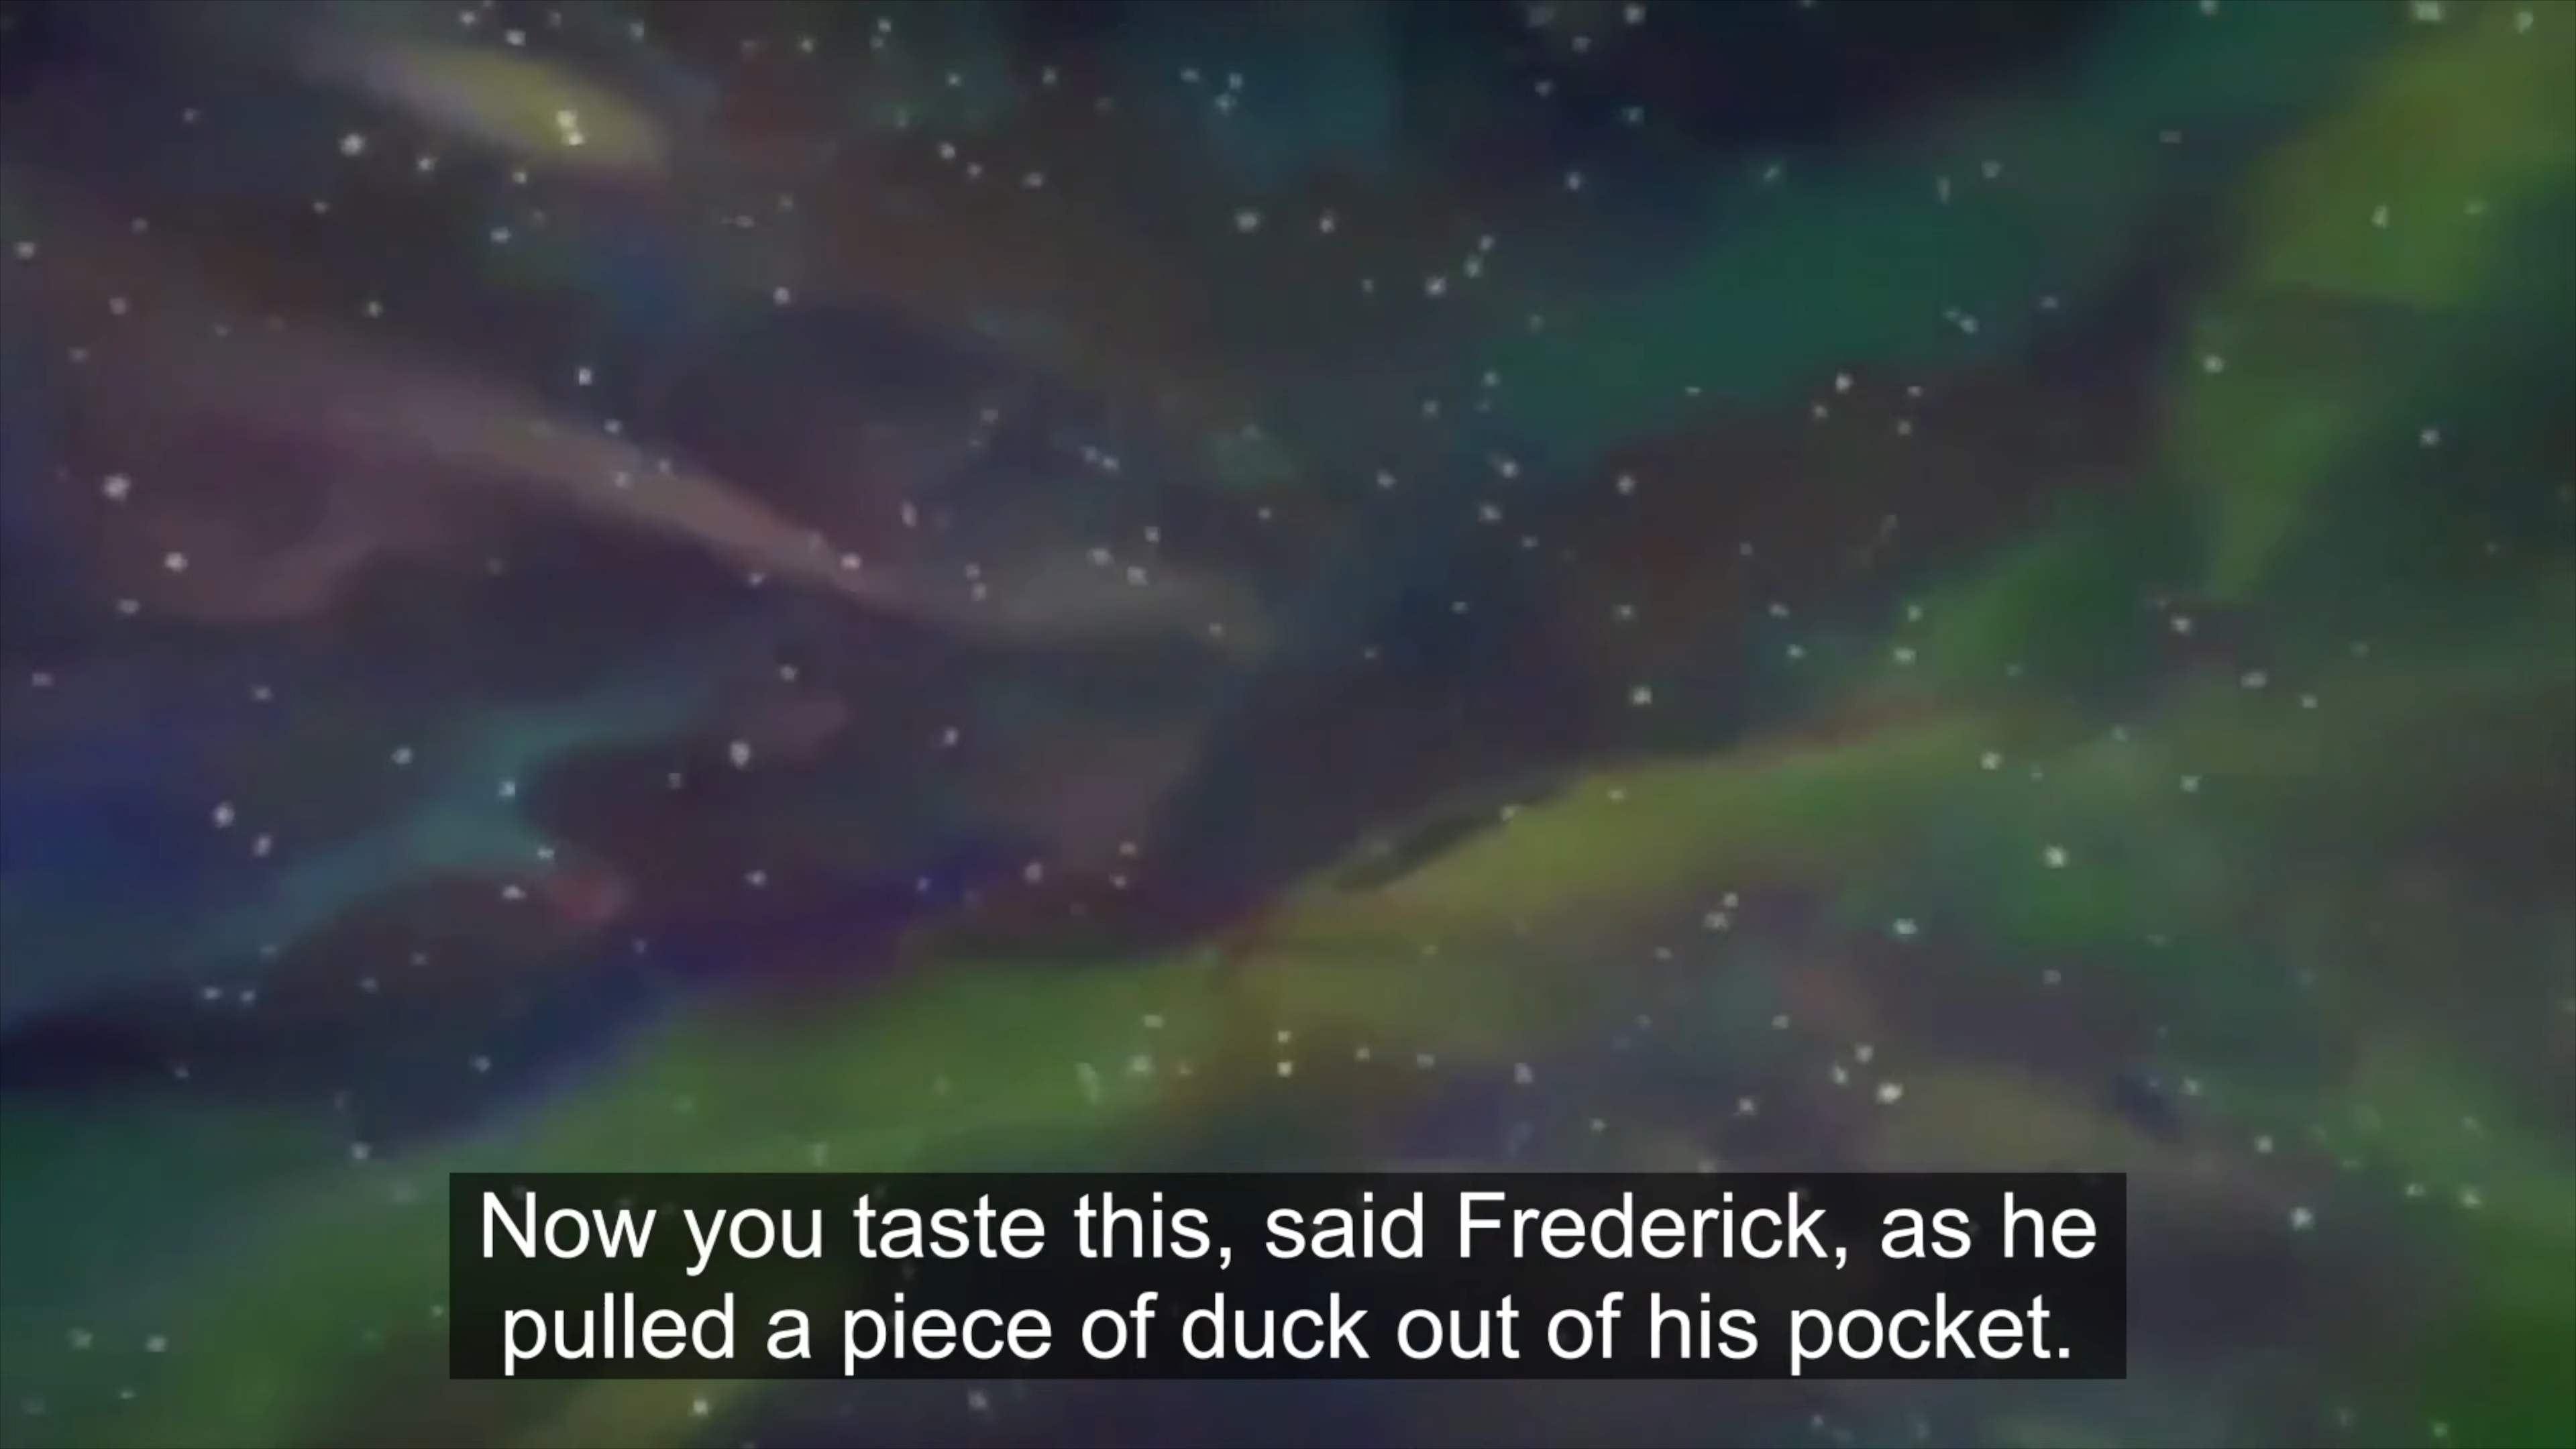 Now you taste this, said Frederick, as he
pulled a piece of duck out of his pocket.